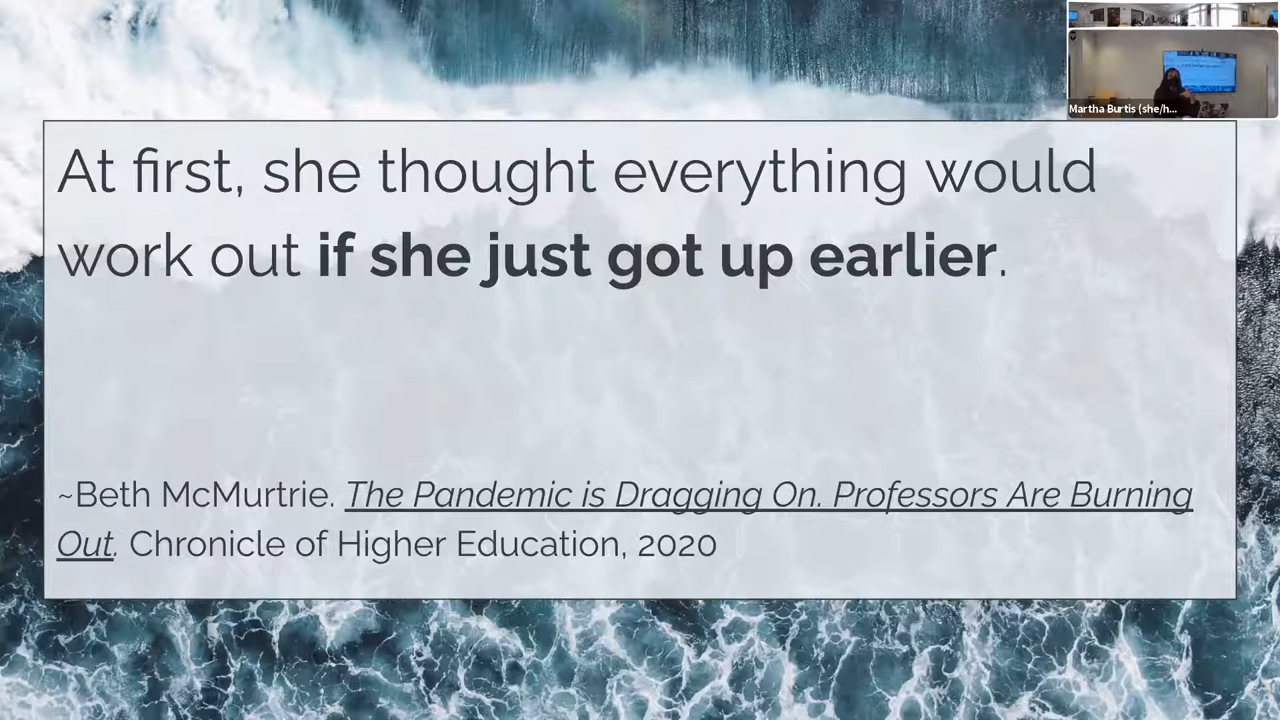 Martha Burtis (she/h...
At first, she thought everything would
work out if she just got up earlier.
~Beth McMurtrie. The Pandemic is Dragging On. Professors Are Burning
Out. Chronicle of Higher Education, 2020